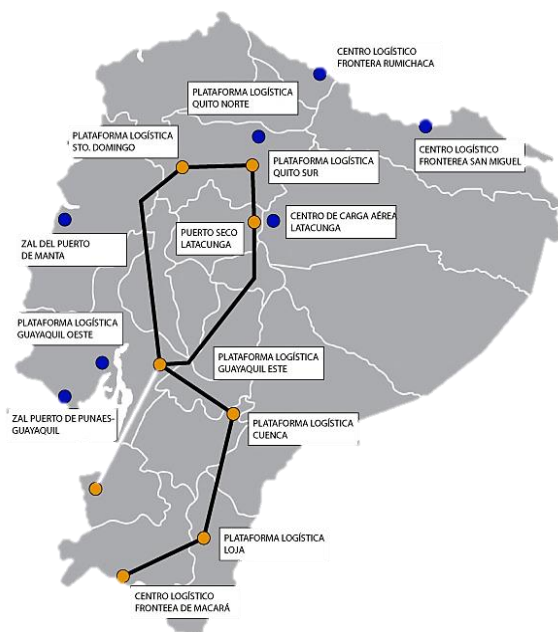 CENTRO LOGÍSTICO
FRONTERA RUMICHACA
PLATAFORMA LOGÍSTICA
QUITO NORTE
PLATAFORMA LOGÍSTICA
STO. DOMINGO
CENTRO LOGÍSTICO
FRONTEREA SAN MIGUEL
PLATAFORMA LOGÍSTICA
QUITO SUR
PUERTO SECO
LATACUNGA
CENTRO DE CARGA AÉREA
LATACUNGA
ZAL DEL PUERTO
DE MANTA
PLATAFORMA LOGÍSTICA
GUAYAQUIL OESTE
PLATAFORMA LOGÍSTICA
GUAYAQUIL ESTE
ZAL PUERTO DE PUNAES-
GUAYAQUIL
PLATAFORMA LOGÍSTICA
CUENCA
PLATAFORMA LOGÍSTICA
LOJA
CENTRO LOGÍSTICO
FRONTEEA DE MACARÁ